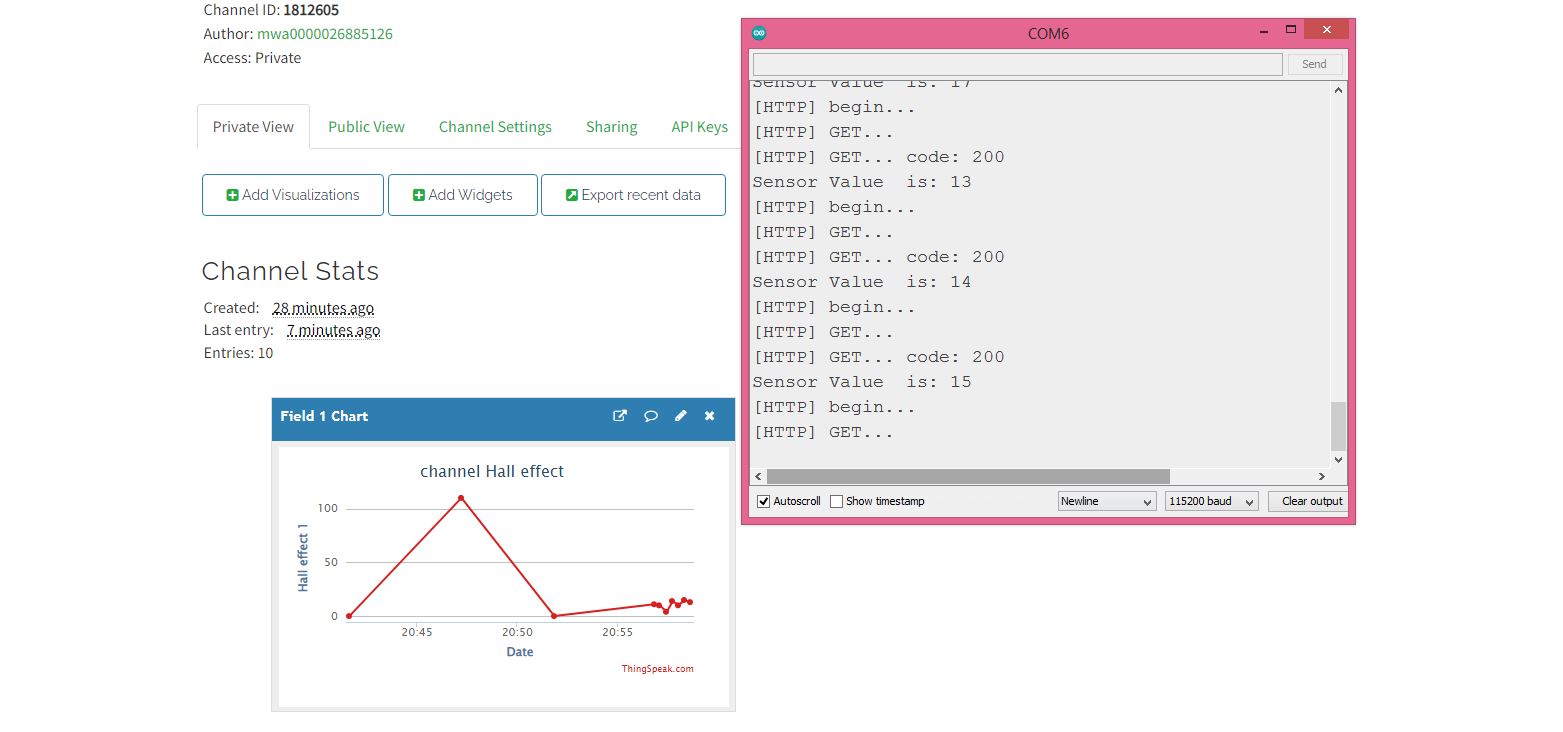 Channel ID: 1812605
Author: mwa0000026885126
Access: Private
Private View
Public View
Channel Settings
Sharing
API Keys
Add Visualizations
Add Widgets
Export recent data
Channel Stats
Created: 28 minutes ago
Last entry: 7 minutes ago
Entries: 10
Field 1 Chart
channel Hall effect
Hall effect 1
100
50
0
20:45
20:50
20:55
Date
ThingSpeak.com
COM6
Send
Sensor Value  is: 17
[HTTP] begin...
[HTTP] GET...
[HTTP] GET... code: 200
Sensor Value  is: 13
[HTTP] begin...
[HTTP] GET...
[HTTP] GET... code: 200
Sensor Value  is: 14
[HTTP] begin...
[HTTP] GET...
[HTTP] GET... code: 200
Sensor Value  is: 15
[HTTP] begin...
[HTTP] GET...
Autoscroll
Show timestamp
Newline
115200 baud
Clear output